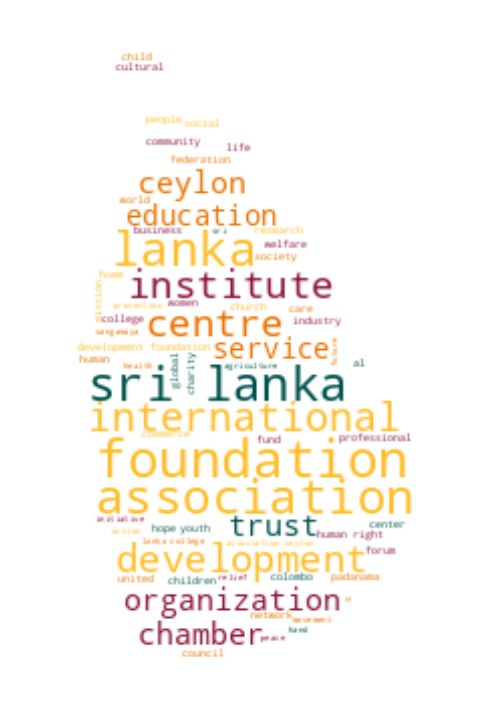 child
cultural
people social
community life
federation
ceylon
world
education
business sri research
lanka welfare
society
home
institute
mission
protection women church care
college centre industry
sangamaya
service future
development foundation
human
health global charity agriculture al
sri lanka
international
commerce fund professional
foundation
association
initiative
trust center
action hope youth human right
lanka college association ceylon
development forum
united children relief colombo padanama
organization
network movement
chamber hand
peace
council